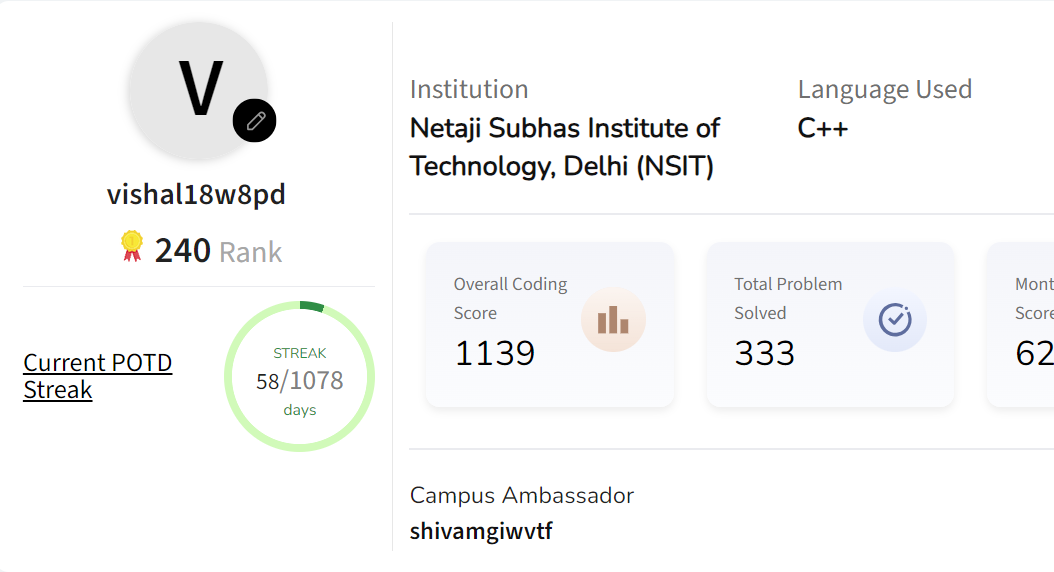 V
vishal18w8pd
240 Rank
Current POTD
Streak
STREAK
58/1078
days
Institution
Netaji Subhas Institute of
Technology, Delhi (NSIT)
Language Used
C++
Overall Coding
Score
1139
Total Problem
Solved
333
Mont
Score
62
Campus Ambassador
shivamgiwvtf